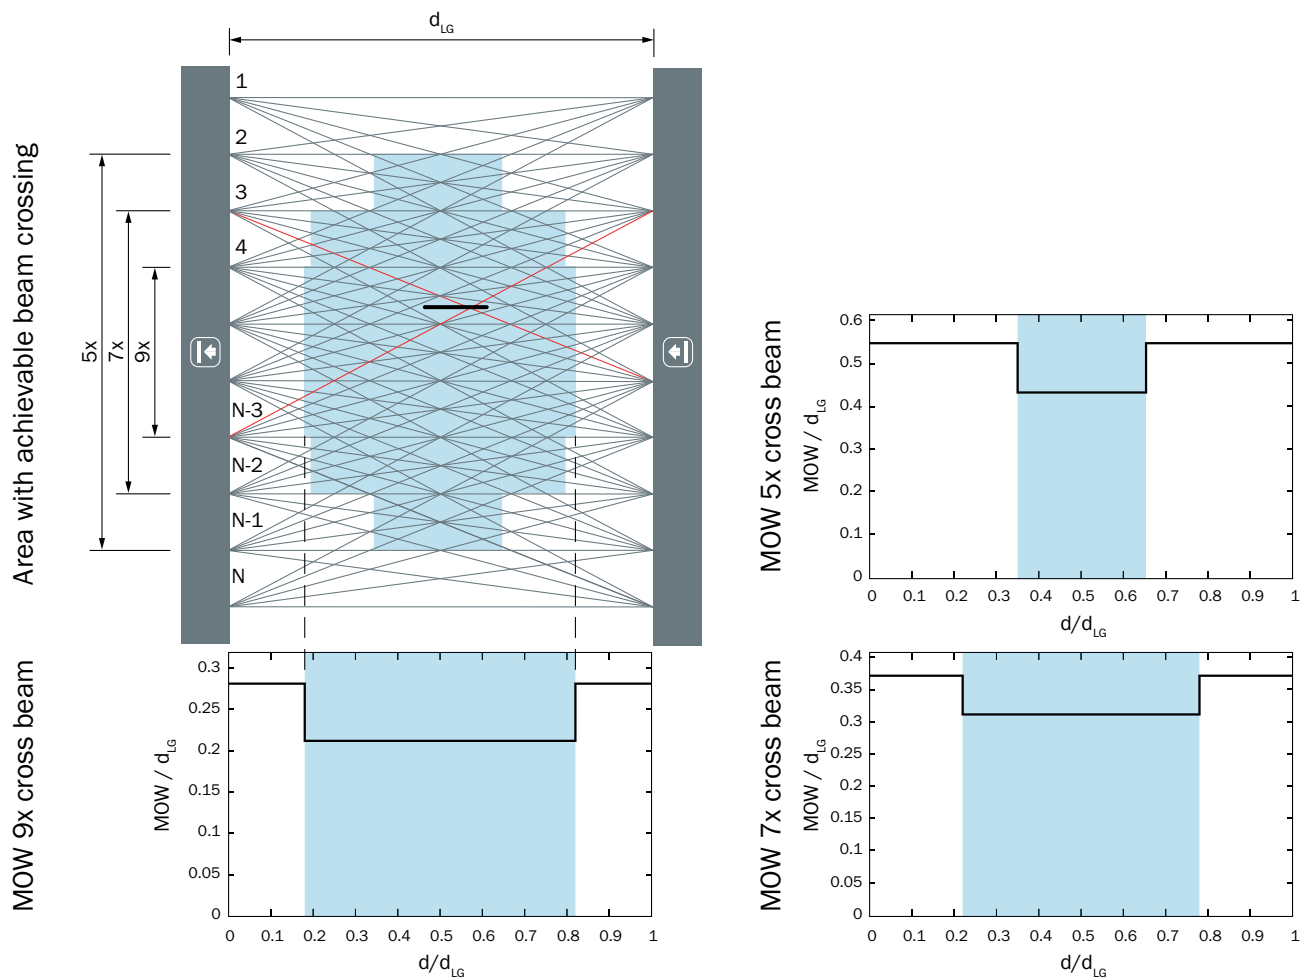 d_LG
Area with achievable beam crossing
5x
7x
9x
1
2
3
4
N-3
N-2
N-1
N
MOW 5x cross beam
MOW / d_LG
0.6
0.5
0.4
0.3
0.2
0.1
0
0 0.1 0.2 0.3 0.4 0.5 0.6 0.7 0.8 0.9 1
d/d_LG
MOW 9x cross beam
MOW / d_LG
0.3
0.25
0.2
0.15
0.1
0.05
0
0 0.1 0.2 0.3 0.4 0.5 0.6 0.7 0.8 0.9 1
d/d_LG
MOW 7x cross beam
MOW / d_LG
0.4
0.35
0.3
0.25
0.2
0.15
0.1
0.05
0
0 0.1 0.2 0.3 0.4 0.5 0.6 0.7 0.8 0.9 1
d/d_LG